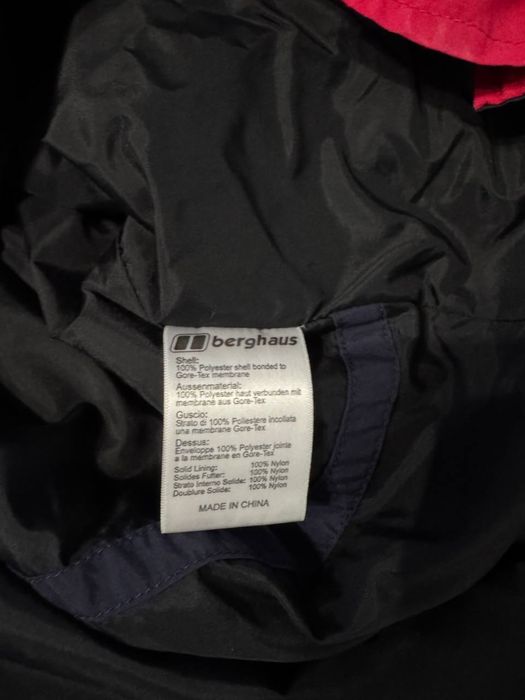 berghaus
Shell:
100% Polyester shell bonded to
Gore-Tex membrane
Aussenmaterial:
100% Polyester haut verbunden mit
membrane aus Gore-Tex
Guscio:
Strato di 100% Poliestere incollata
una membrane Gore-Tex
Dessus:
Enveloppe 100% Polyester jointe
a la membrane en Gore-Tex
Solid Lining: 100% Nylon
Solides Futter: 100% Nylon
Strato Interno Solide: 100% Nylon
Doublure Solide: 100% Nylon
MADE IN CHINA